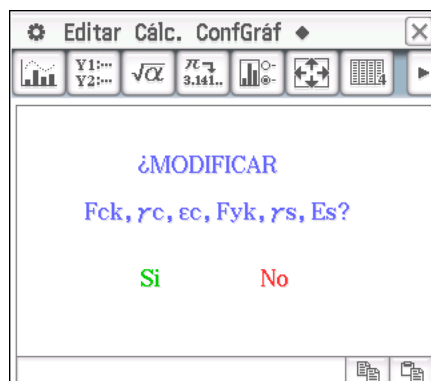 Editar Cálc. ConfGráf ◆
Y1:··· √α π 3.141.. 4
Y2:···
¿MODIFICAR
Fck, γc, εc, Fyk, γs, Es?
Si No